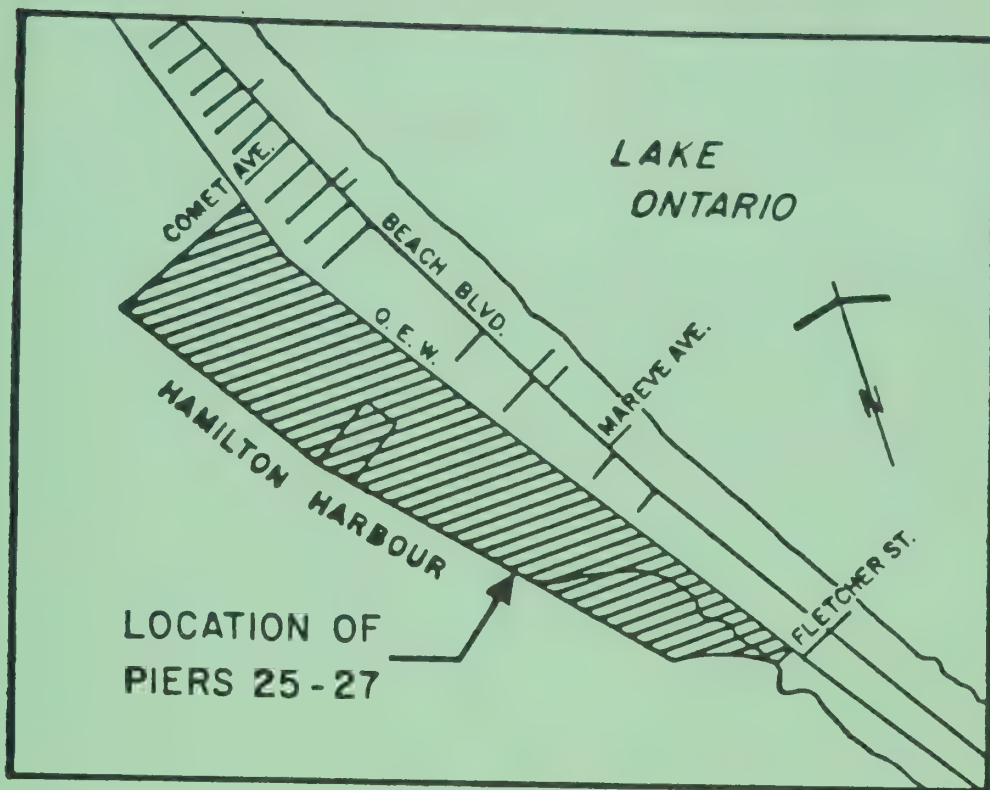 LAKE
ONTARIO
COMET AVE.
BEACH BLVD.
Q.E.W.
MAREVE AVE.
HAMILTON HARBOUR
N
FLETCHER ST.
LOCATION OF
PIERS 25-27